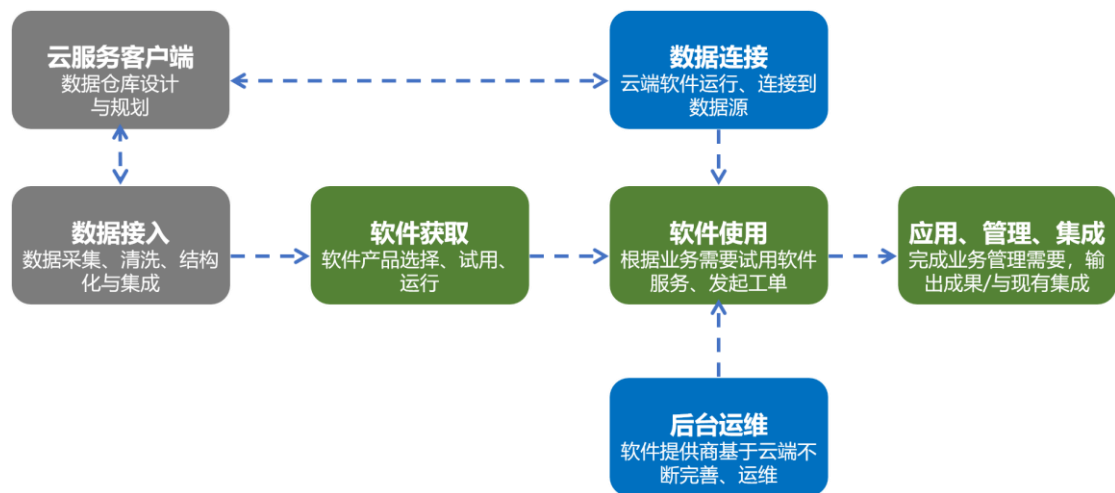 云服务客户端
数据仓库设计
与规划
数据连接
云端软件运行、连接到
数据源
数据接入
数据采集、清洗、结构
化与集成
软件获取
软件产品选择、试用、
运行
软件使用
根据业务需要试用软件
服务、发起工单
应用、管理、集成
完成业务管理需要，输
出成果/与现有集成
后台运维
软件提供商基于云端不
断完善、运维